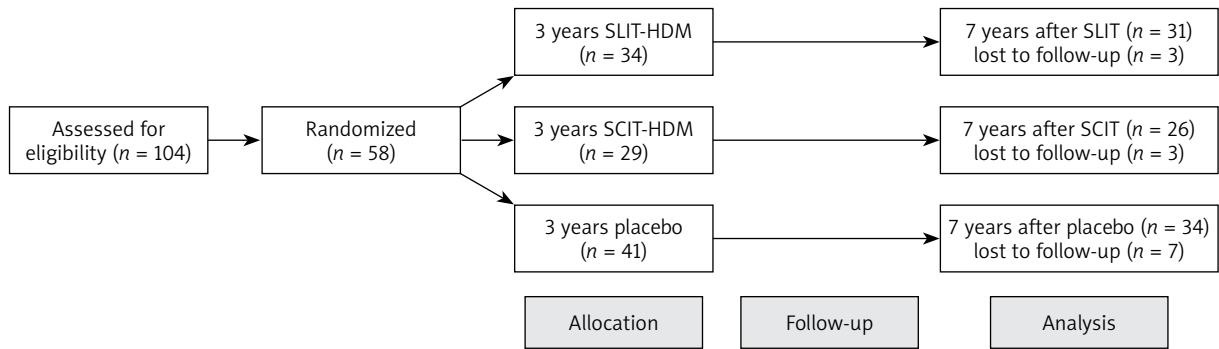 Assessed for
eligibility (n = 104)
Randomized
(n = 58)
3 years SLIT-HDM
(n = 34)
3 years SCIT-HDM
(n = 29)
3 years placebo
(n = 41)
7 years after SLIT (n = 31)
lost to follow-up (n = 3)
7 years after SCIT (n = 26)
lost to follow-up (n = 3)
7 years after placebo (n = 34)
lost to follow-up (n = 7)
Allocation
Follow-up
Analysis